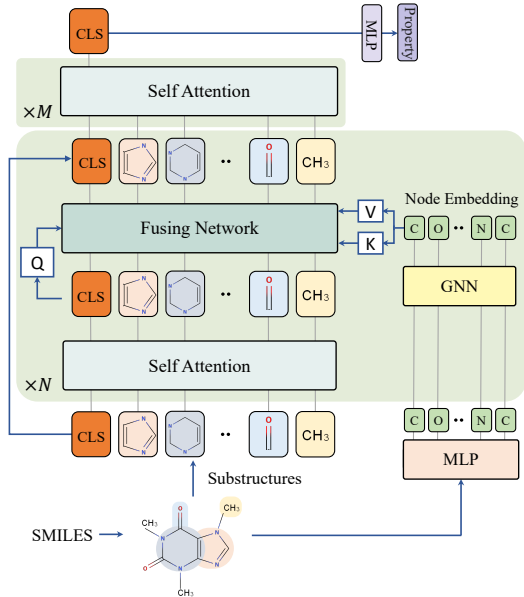 CLS
MLP
Property
Self Attention
×M
CLS
N
N
N
N
··
O
CH3
Node Embedding
V
K
Fusing Network
C O ·· N C
Q
GNN
CLS
N
N
N
N
··
O
CH3
Self Attention
×N
CLS
N
N
N
N
··
O
CH3
C O ·· N C
MLP
Substructures
SMILES
O
CH3
CH3
N
N
O
N
N
CH3